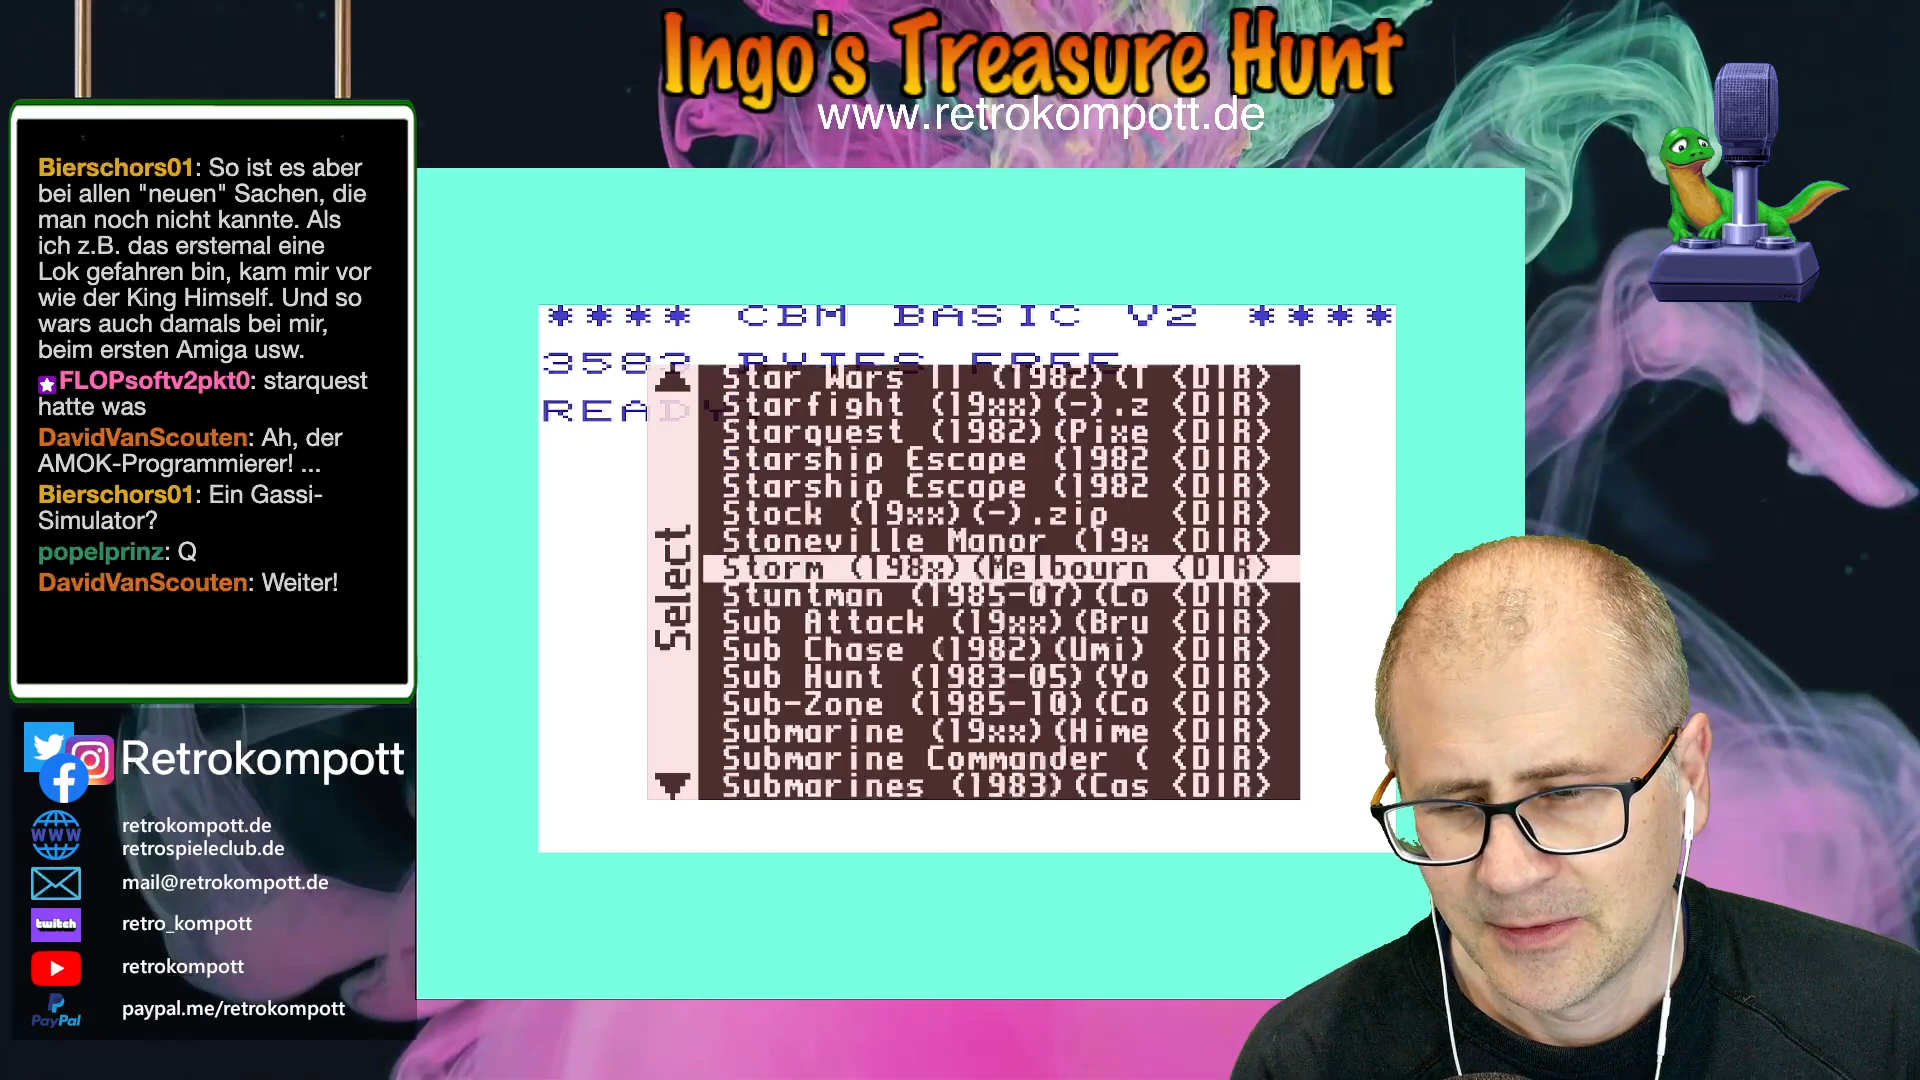 Ingo's Treasure Hunt
www.retrokompott.de
Bierschors01: So ist es aber
bei allen "neuen" Sachen, die
man noch nicht kannte. Als
ich z.B. das erstemal eine
Lok gefahren bin, kam mir vor
wie der King Himself. Und so
wars auch damals bei mir,
beim ersten Amiga usw.
FLOPsoftv2pkt0: starquest
hatte was
DavidVanScouten: Ah, der
AMOK-Programmierer! ...
Bierschors01: Ein Gassi-
Simulator?
popelprinz: Q
DavidVanScouten: Weiter!
**** CBM BASIC V2 ****
3583 BYTES FREE
READY
Select
Star Wars II (1982)(T <DIR>
Starfight (19xx)(-).z <DIR>
Starquest (1982)(Pixe <DIR>
Starship Escape (1982 <DIR>
Starship Escape (1982 <DIR>
Stock (19xx)(-).zip <DIR>
Stoneville Manor (19x <DIR>
Storm (198x)(Melbourn <DIR>
Stuntman (1985-07)(Co <DIR>
Sub Attack (19xx)(Bru <DIR>
Sub Chase (1982)(Umi) <DIR>
Sub Hunt (1983-05)(Yo <DIR>
Sub-Zone (1985-10)(Co <DIR>
Submarine (19xx)(Hime <DIR>
Submarine Commander ( <DIR>
Submarines (1983)(Cas <DIR>
Retrokompott
WWW
retrokompott.de
retrospieleclub.de
mail@retrokompott.de
twitch
retro_kompott
retrokompott
PayPal
paypal.me/retrokompott